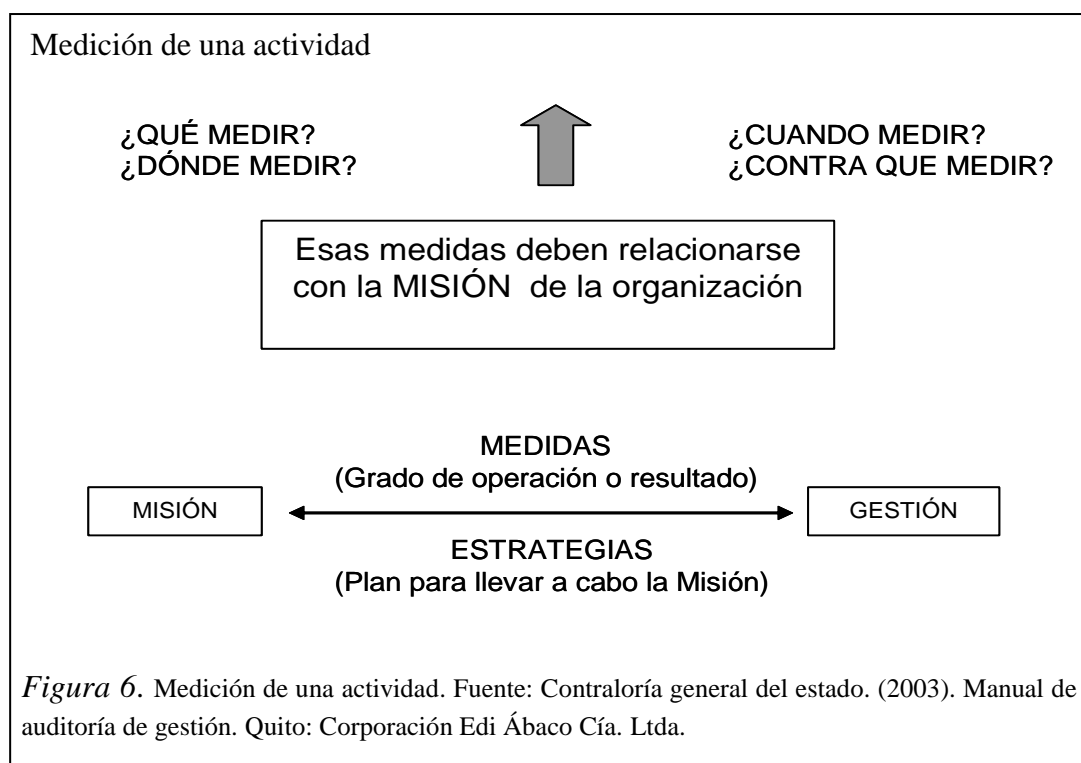 Medición de una actividad
¿QUÉ MEDIR?
¿DÓNDE MEDIR?
¿CUANDO MEDIR?
¿CONTRA QUE MEDIR?
Esas medidas deben relacionarse
con la MISIÓN de la organización
MEDIDAS
(Grado de operación o resultado)
MISIÓN
GESTIÓN
ESTRATEGIAS
(Plan para llevar a cabo la Misión)
Figura 6. Medición de una actividad. Fuente: Contraloría general del estado. (2003). Manual de
auditoría de gestión. Quito: Corporación Edi Ábaco Cía. Ltda.